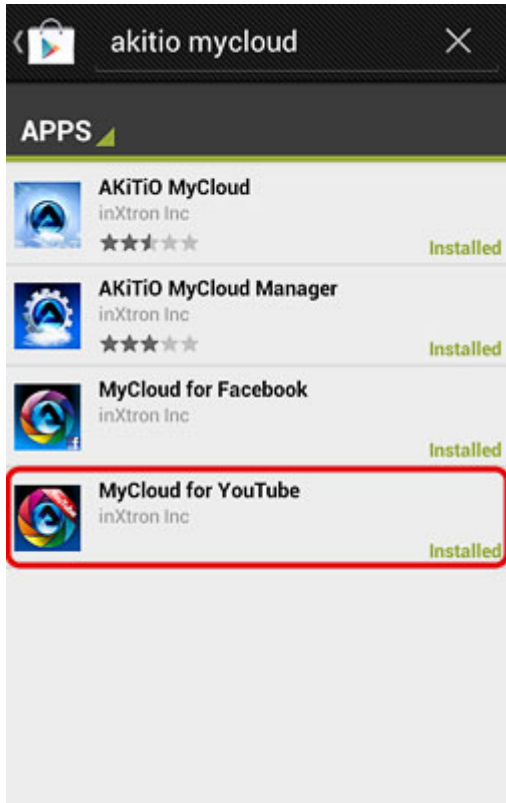 akitio mycloud
APPS
AKiTiO MyCloud
inXtron Inc
Installed
AKiTiO MyCloud Manager
inXtron Inc
Installed
MyCloud for Facebook
inXtron Inc
Installed
MyCloud for YouTube
inXtron Inc
Installed